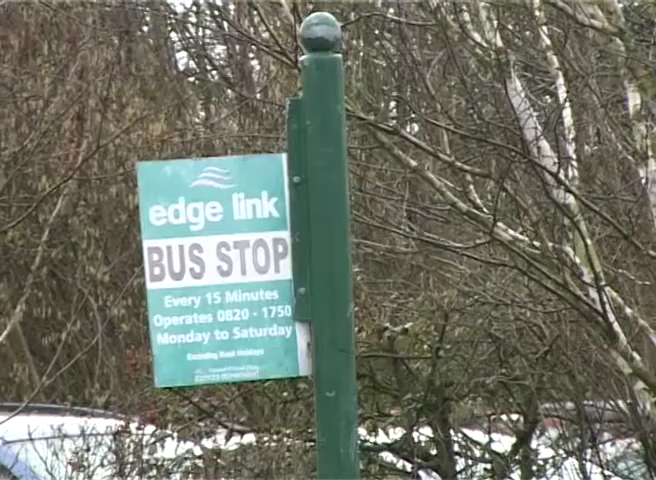 edge link
BUS STOP
Every 15 Minutes
Operates 0820 - 1750
Monday to Saturday
Excluding Bank Holidays